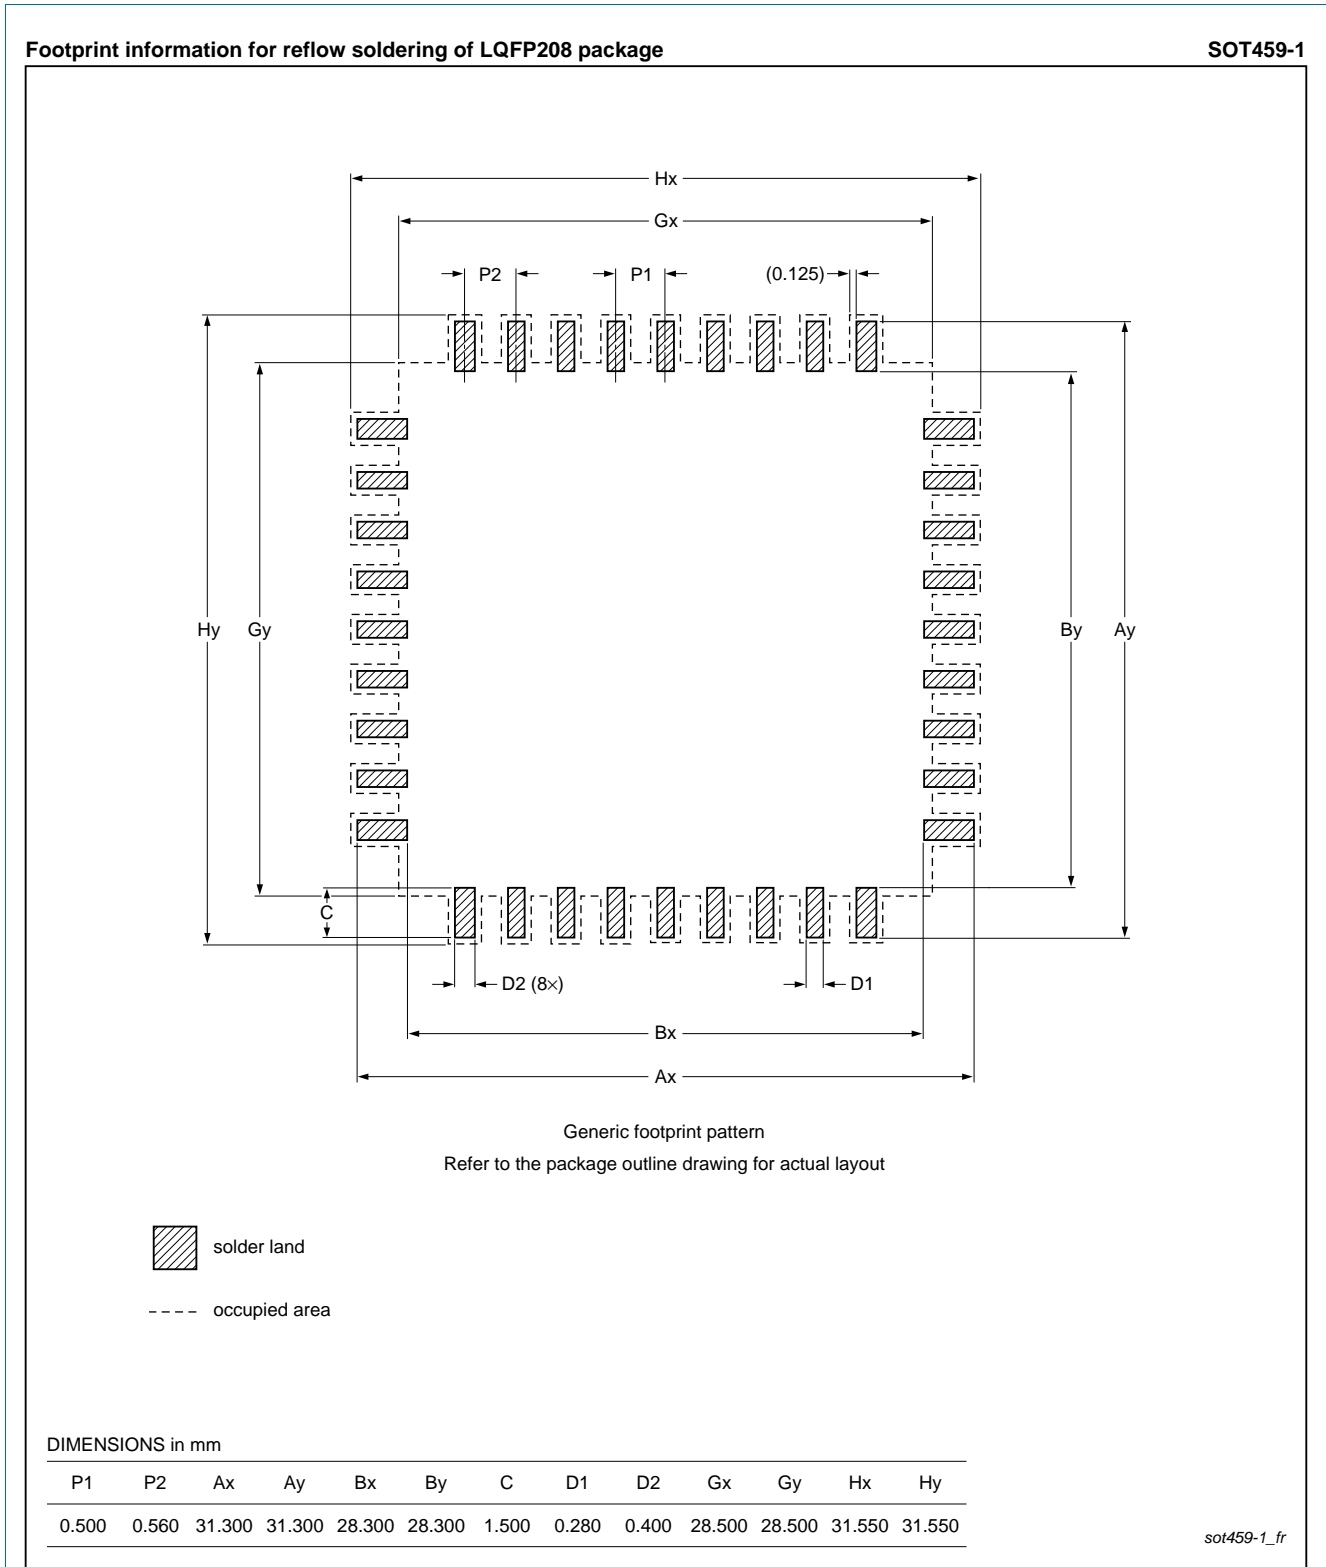 Footprint information for reflow soldering of LQFP208 package SOT459-1
Hx
Gx
P2 P1 (0.125)
Hy Gy By Ay
C
D2 (8×) D1
Bx
Ax
Generic footprint pattern
Refer to the package outline drawing for actual layout
solder land
occupied area
DIMENSIONS in mm
P1 P2 Ax Ay Bx By C D1 D2 Gx Gy Hx Hy
0.500 0.560 31.300 31.300 28.300 28.300 1.500 0.280 0.400 28.500 28.500 31.550 31.550
sot459-1_fr